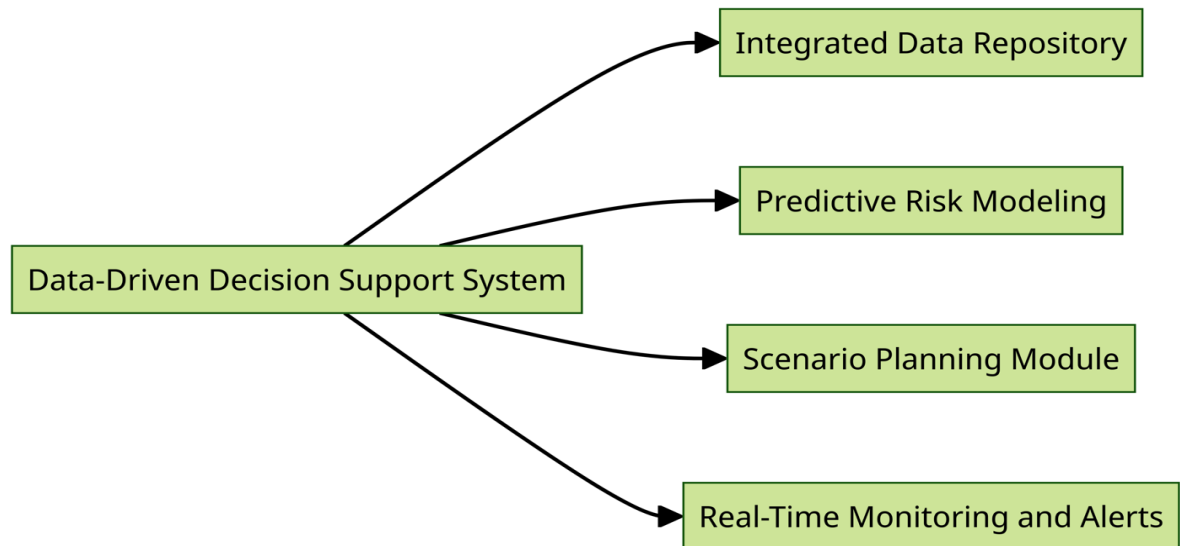 Integrated Data Repository
Predictive Risk Modeling
Data-Driven Decision Support System
Scenario Planning Module
Real-Time Monitoring and Alerts